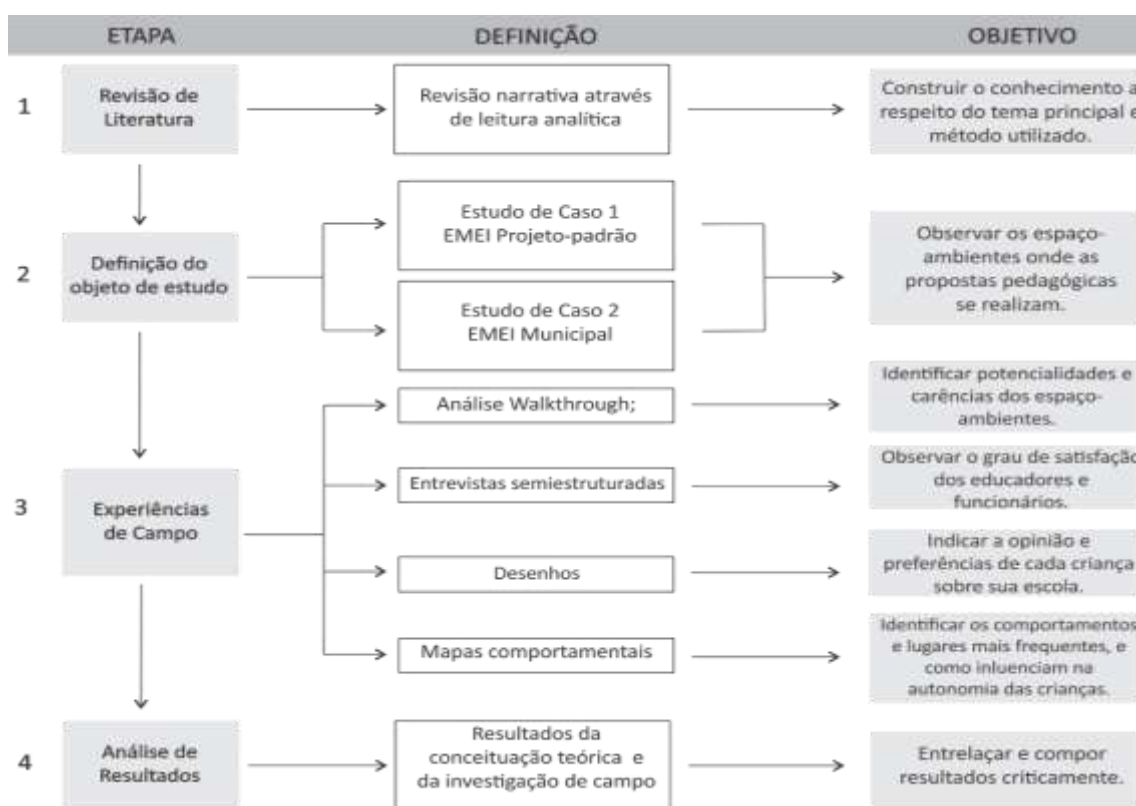 ETAPA DEFINIÇÃO OBJETIVO
1
Revisão de
Literatura
Revisão narrativa através
de leitura analítica
Construir o conhecimento a
respeito do tema principal e
método utilizado.
2
Definição do
objeto de estudo
Estudo de Caso 1
EMEI Projeto-padrão
Estudo de Caso 2
EMEI Municipal
Observar os espaço-
ambientes onde as
propostas pedagógicas
se realizam.
3
Experiências
de Campo
Análise Walkthrough;
Identificar potencialidades e
carências dos espaço-
ambientes.
Entrevistas semiestruturadas
Observar o grau de satisfação
dos educadores e
funcionários.
Desenhos
Indicar a opinião e
preferências de cada criança
sobre sua escola.
Mapas comportamentais
Identificar os comportamentos
e lugares mais frequentes, e
como inluenciam na
autonomia das crianças.
4
Análise de
Resultados
Resultados da
conceituação teórica e
da investigação de campo
Entrelaçar e compor
resultados criticamente.